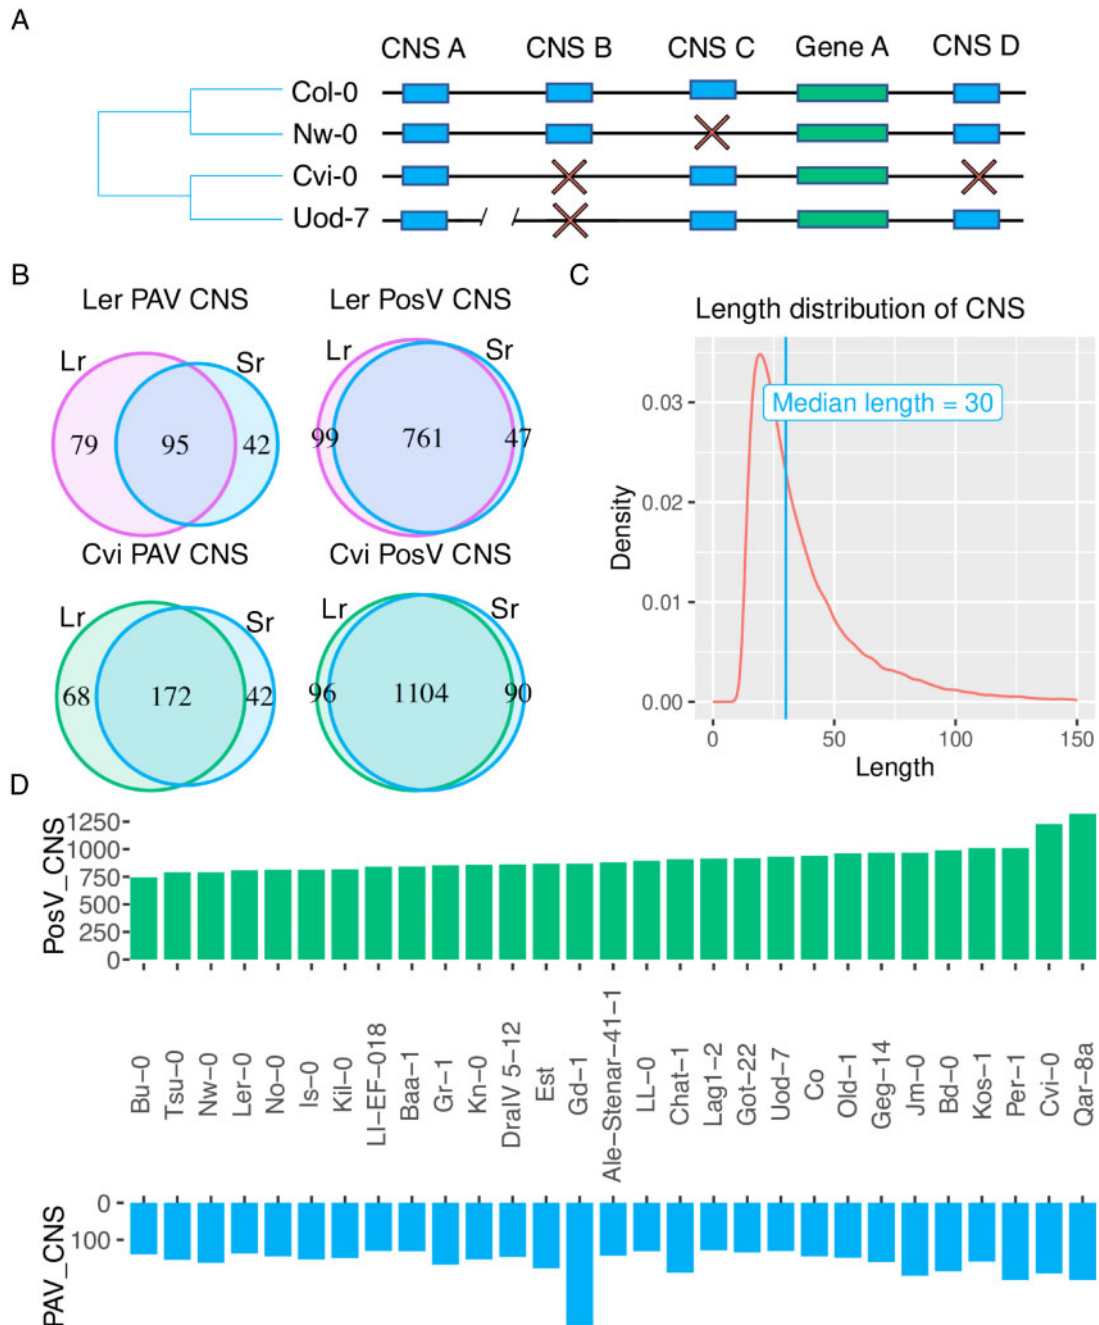 A
CNS A CNS B CNS C Gene A CNS D
Col-0
Nw-0
Cvi-0
Uod-7
B
Ler PAV CNS
Lr Sr
79 95 42
Ler PosV CNS
Lr Sr
99 761 47
Cvi PAV CNS
Lr Sr
68 172 42
Cvi PosV CNS
Lr Sr
96 1104 90
C
Length distribution of CNS
Median length = 30
Density
0.03
0.02
0.01
0.00
0 50 100 150
Length
D
PosV_CNS
1250
1000
750
500
250
0
Bu−0
Tsu−0
Nw−0
Ler−0
No−0
Is−0
Kil−0
LI−EF−018
Baa−1
Gr−1
Kn−0
DraIV 5−12
Est
Gd−1
Ale−Stenar−41−1
LL−0
Chat−1
Lag1−2
Got−22
Uod−7
Co
Old−1
Geg−14
Jm−0
Bd−0
Kos−1
Per−1
Cvi−0
Qar−8a
PAV_CNS
0
100